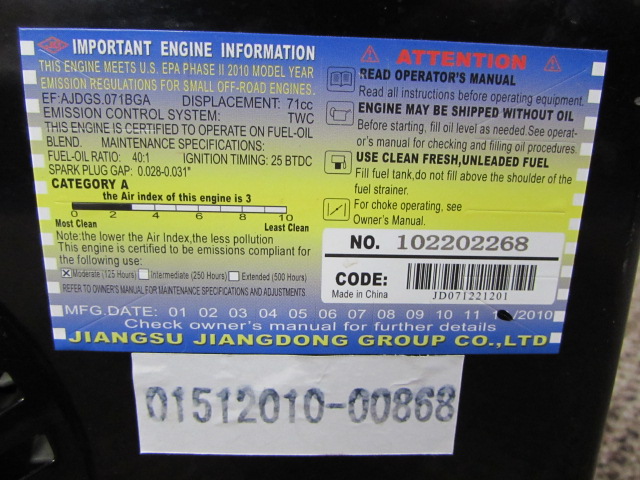 IMPORTANT ENGINE INFORMATION
THIS ENGINE MEETS U.S. EPA PHASE II 2010 MODEL YEAR
EMISSION REGULATIONS FOR SMALL OFF-ROAD ENGINES.
EF:AJDGS.071BGA DISPLACEMENT: 71cc
EMISSION CONTROL SYSTEM: TWC
THIS ENGINE IS CERTIFIED TO OPERATE ON FUEL-OIL
BLEND. MAINTENANCE SPECIFICATIONS:
FUEL-OIL RATIO: 40:1 IGNITION TIMING: 25 BTDC
SPARK PLUG GAP: 0.028-0.031"
CATEGORY A
the Air index of this engine is 3
0 2 4 6 8 10
Most Clean Least Clean
Note:the lower the Air Index,the less pollution
This engine is certified to be emissions compliant for
the following use:
Moderate (125 Hours) Intermediate (250 Hours) Extended (500 Hours)
REFER TO OWNER'S MANUAL FOR MAINTENANCE SPECIFICATIONS AND ADJUSTMENTS
ATTENTION
READ OPERATOR'S MANUAL
Read all instructions before operating equipment.
ENGINE MAY BE SHIPPED WITHOUT OIL
Before starting, fill oil level as needed.See operat-
or's manual for checking and filling oil procedures.
USE CLEAN FRESH,UNLEADED FUEL
Fill fuel tank,do not fill above the shoulder of the
fuel strainer.
For choke operating, see
Owner's Manual.
NO. 102202268
CODE:
Made in China
JD071221201
MFG.DATE: 01 02 03 04 05 06 07 08 09 10 11 /2010
Check owner's manual for further details
JIANGSU JIANGDONG GROUP CO.,LTD
01512010-00868